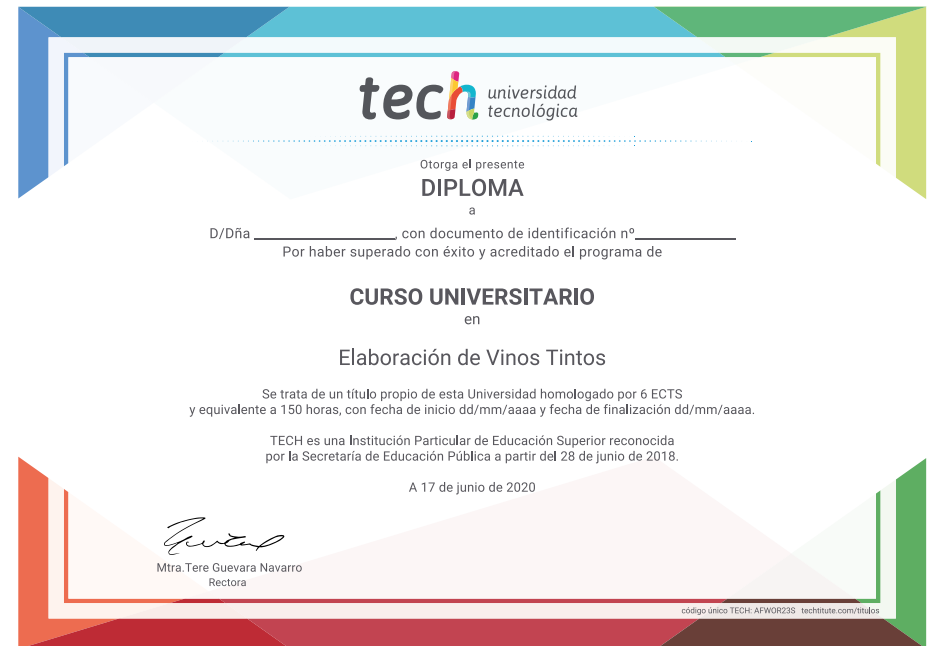 tech universidad
tecnológica
Otorga el presente
DIPLOMA
a
D/Dña ____________________, con documento de identificación nº______________
Por haber superado con éxito y acreditado el programa de
CURSO UNIVERSITARIO
en
Elaboración de Vinos Tintos
Se trata de un título propio de esta Universidad homologado por 6 ECTS
y equivalente a 150 horas, con fecha de inicio dd/mm/aaaa y fecha de finalización dd/mm/aaaa.
TECH es una Institución Particular de Educación Superior reconocida
por la Secretaría de Educación Pública a partir del 28 de junio de 2018.
A 17 de junio de 2020
Mtra.Tere Guevara Navarro
Rectora
código único TECH: AFWOR23S techtitute.com/titulos